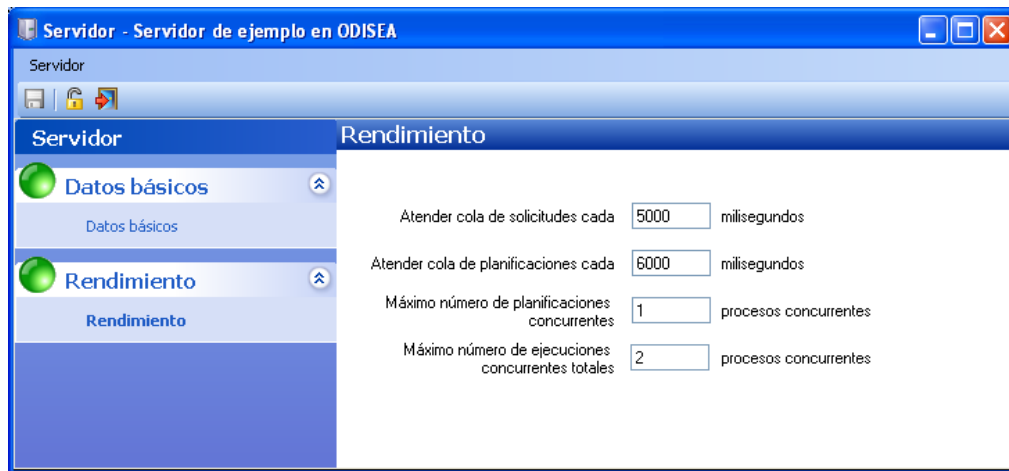 Servidor - Servidor de ejemplo en ODISEA
Servidor
Servidor
Rendimiento
Datos básicos
Datos básicos
Rendimiento
Rendimiento
Atender cola de solicitudes cada 5000 milisegundos
Atender cola de planificaciones cada 6000 milisegundos
Máximo número de planificaciones
concurrentes 1 procesos concurrentes
Máximo número de ejecuciones
concurrentes totales 2 procesos concurrentes